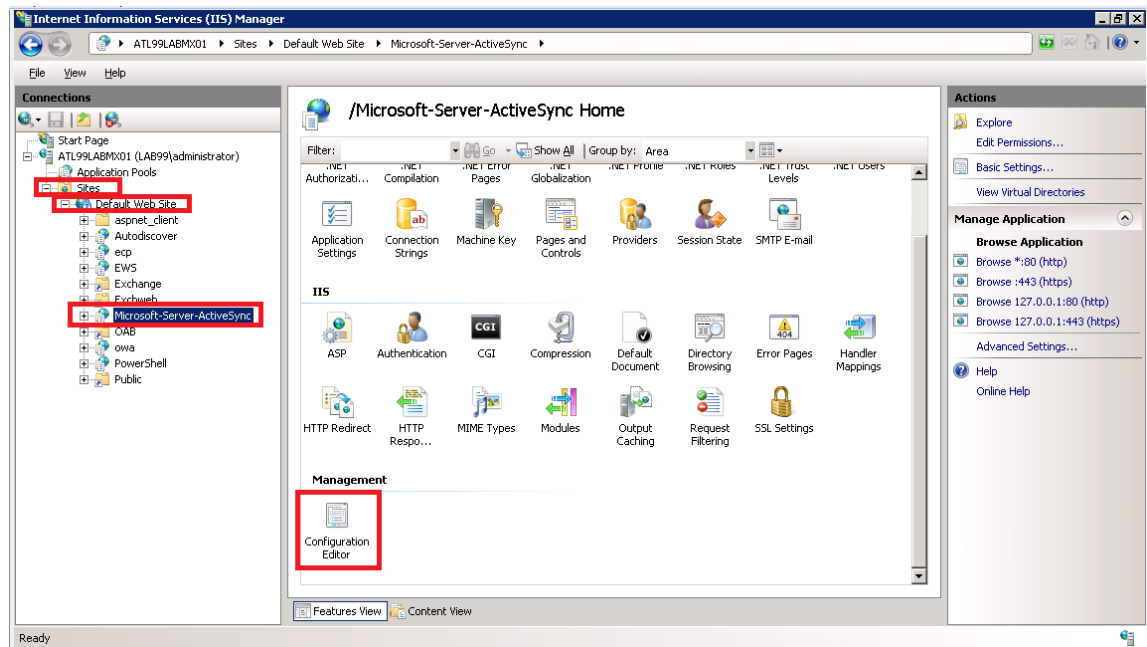 Internet Information Services (IIS) Manager
ATL99LABMX01 Sites Default Web Site Microsoft-Server-ActiveSync
File View Help
Connections
Start Page
ATL99LABMX01 (LAB99\administrator)
Application Pools
Sites
Default Web Site
aspnet_client
Autodiscover
ecp
EWS
Exchange
Exchweb
Microsoft-Server-ActiveSync
OAB
owa
PowerShell
Public
/Microsoft-Server-ActiveSync Home
Filter: Go Show All Group by: Area
.NET Authorizati...
.NET Compilation
.NET Error Pages
.NET Globalization
.NET Profile
.NET Roles
.NET Trust Levels
.NET Users
Application Settings
Connection Strings
Machine Key
Pages and Controls
Providers
Session State
SMTP E-mail
IIS
ASP
Authentication
CGI
CGI
Compression
Default Document
Directory Browsing
404
Error Pages
Handler Mappings
HTTP Redirect
HTTP Respo...
MIME Types
Modules
Output Caching
Request Filtering
SSL Settings
Management
Configuration Editor
Features View Content View
Actions
Explore
Edit Permissions...
Basic Settings...
View Virtual Directories
Manage Application
Browse Application
Browse *:80 (http)
Browse :443 (https)
Browse 127.0.0.1:80 (http)
Browse 127.0.0.1:443 (https)
Advanced Settings...
Help
Online Help
Ready